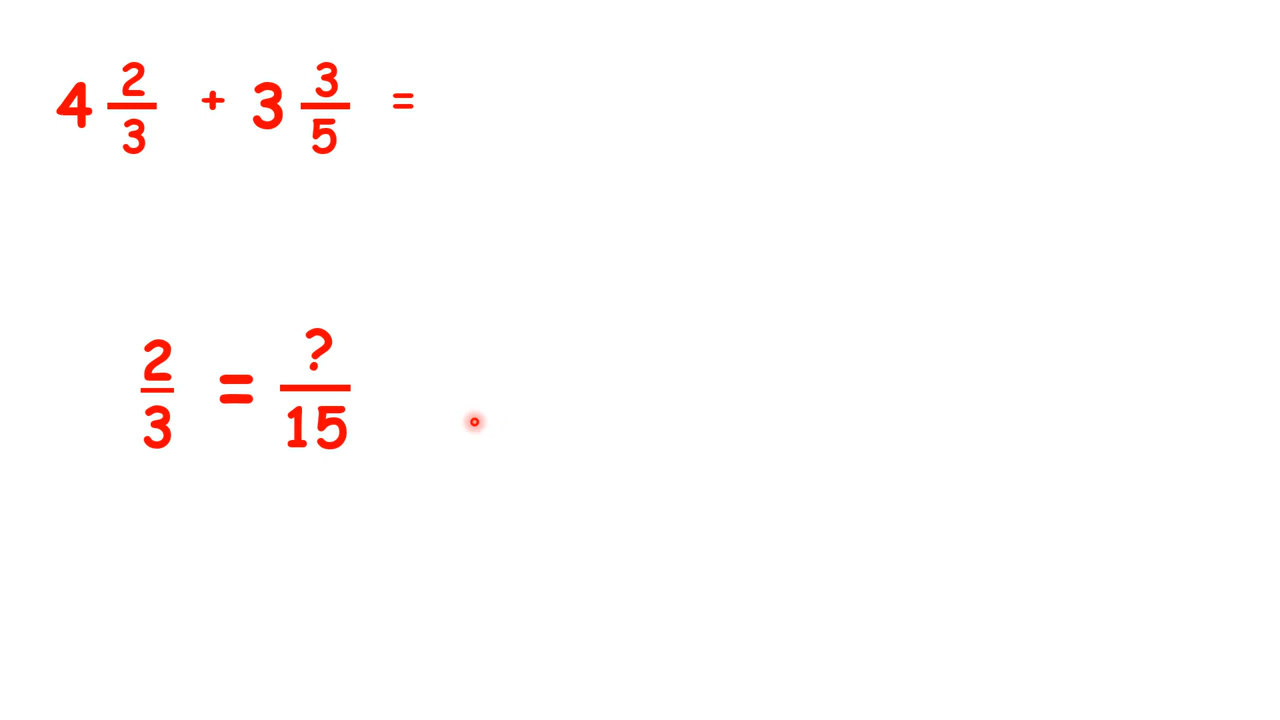 4 2/3 + 3 3/5 =
2/3 = ?/15